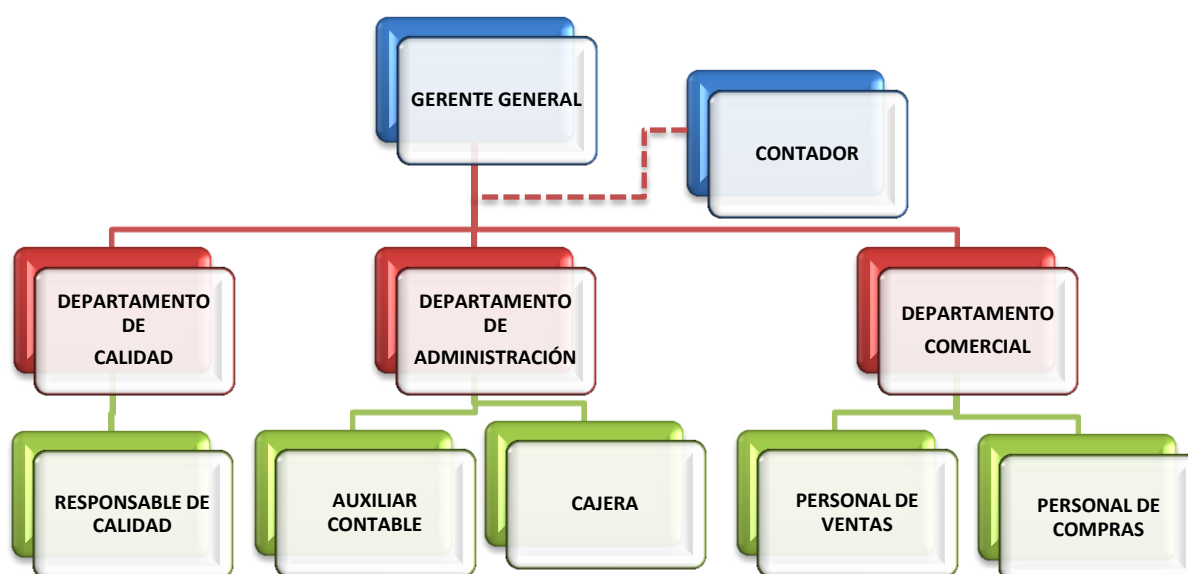 GERENTE GENERAL
CONTADOR
DEPARTAMENTO
DE
CALIDAD
DEPARTAMENTO
DE
ADMINISTRACIÓN
DEPARTAMENTO
COMERCIAL
RESPONSABLE DE
CALIDAD
AUXILIAR
CONTABLE
CAJERA
PERSONAL DE
VENTAS
PERSONAL DE
COMPRAS